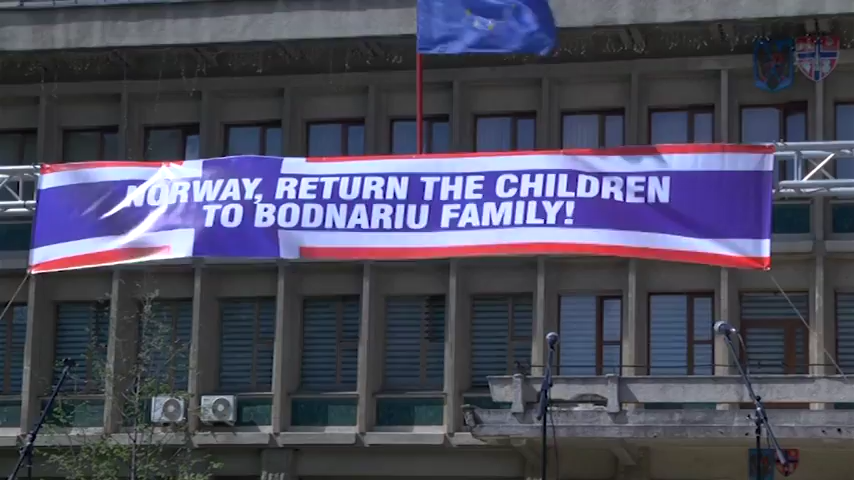 NORWAY, RETURN THE CHILDREN
TO BODNARIU FAMILY!